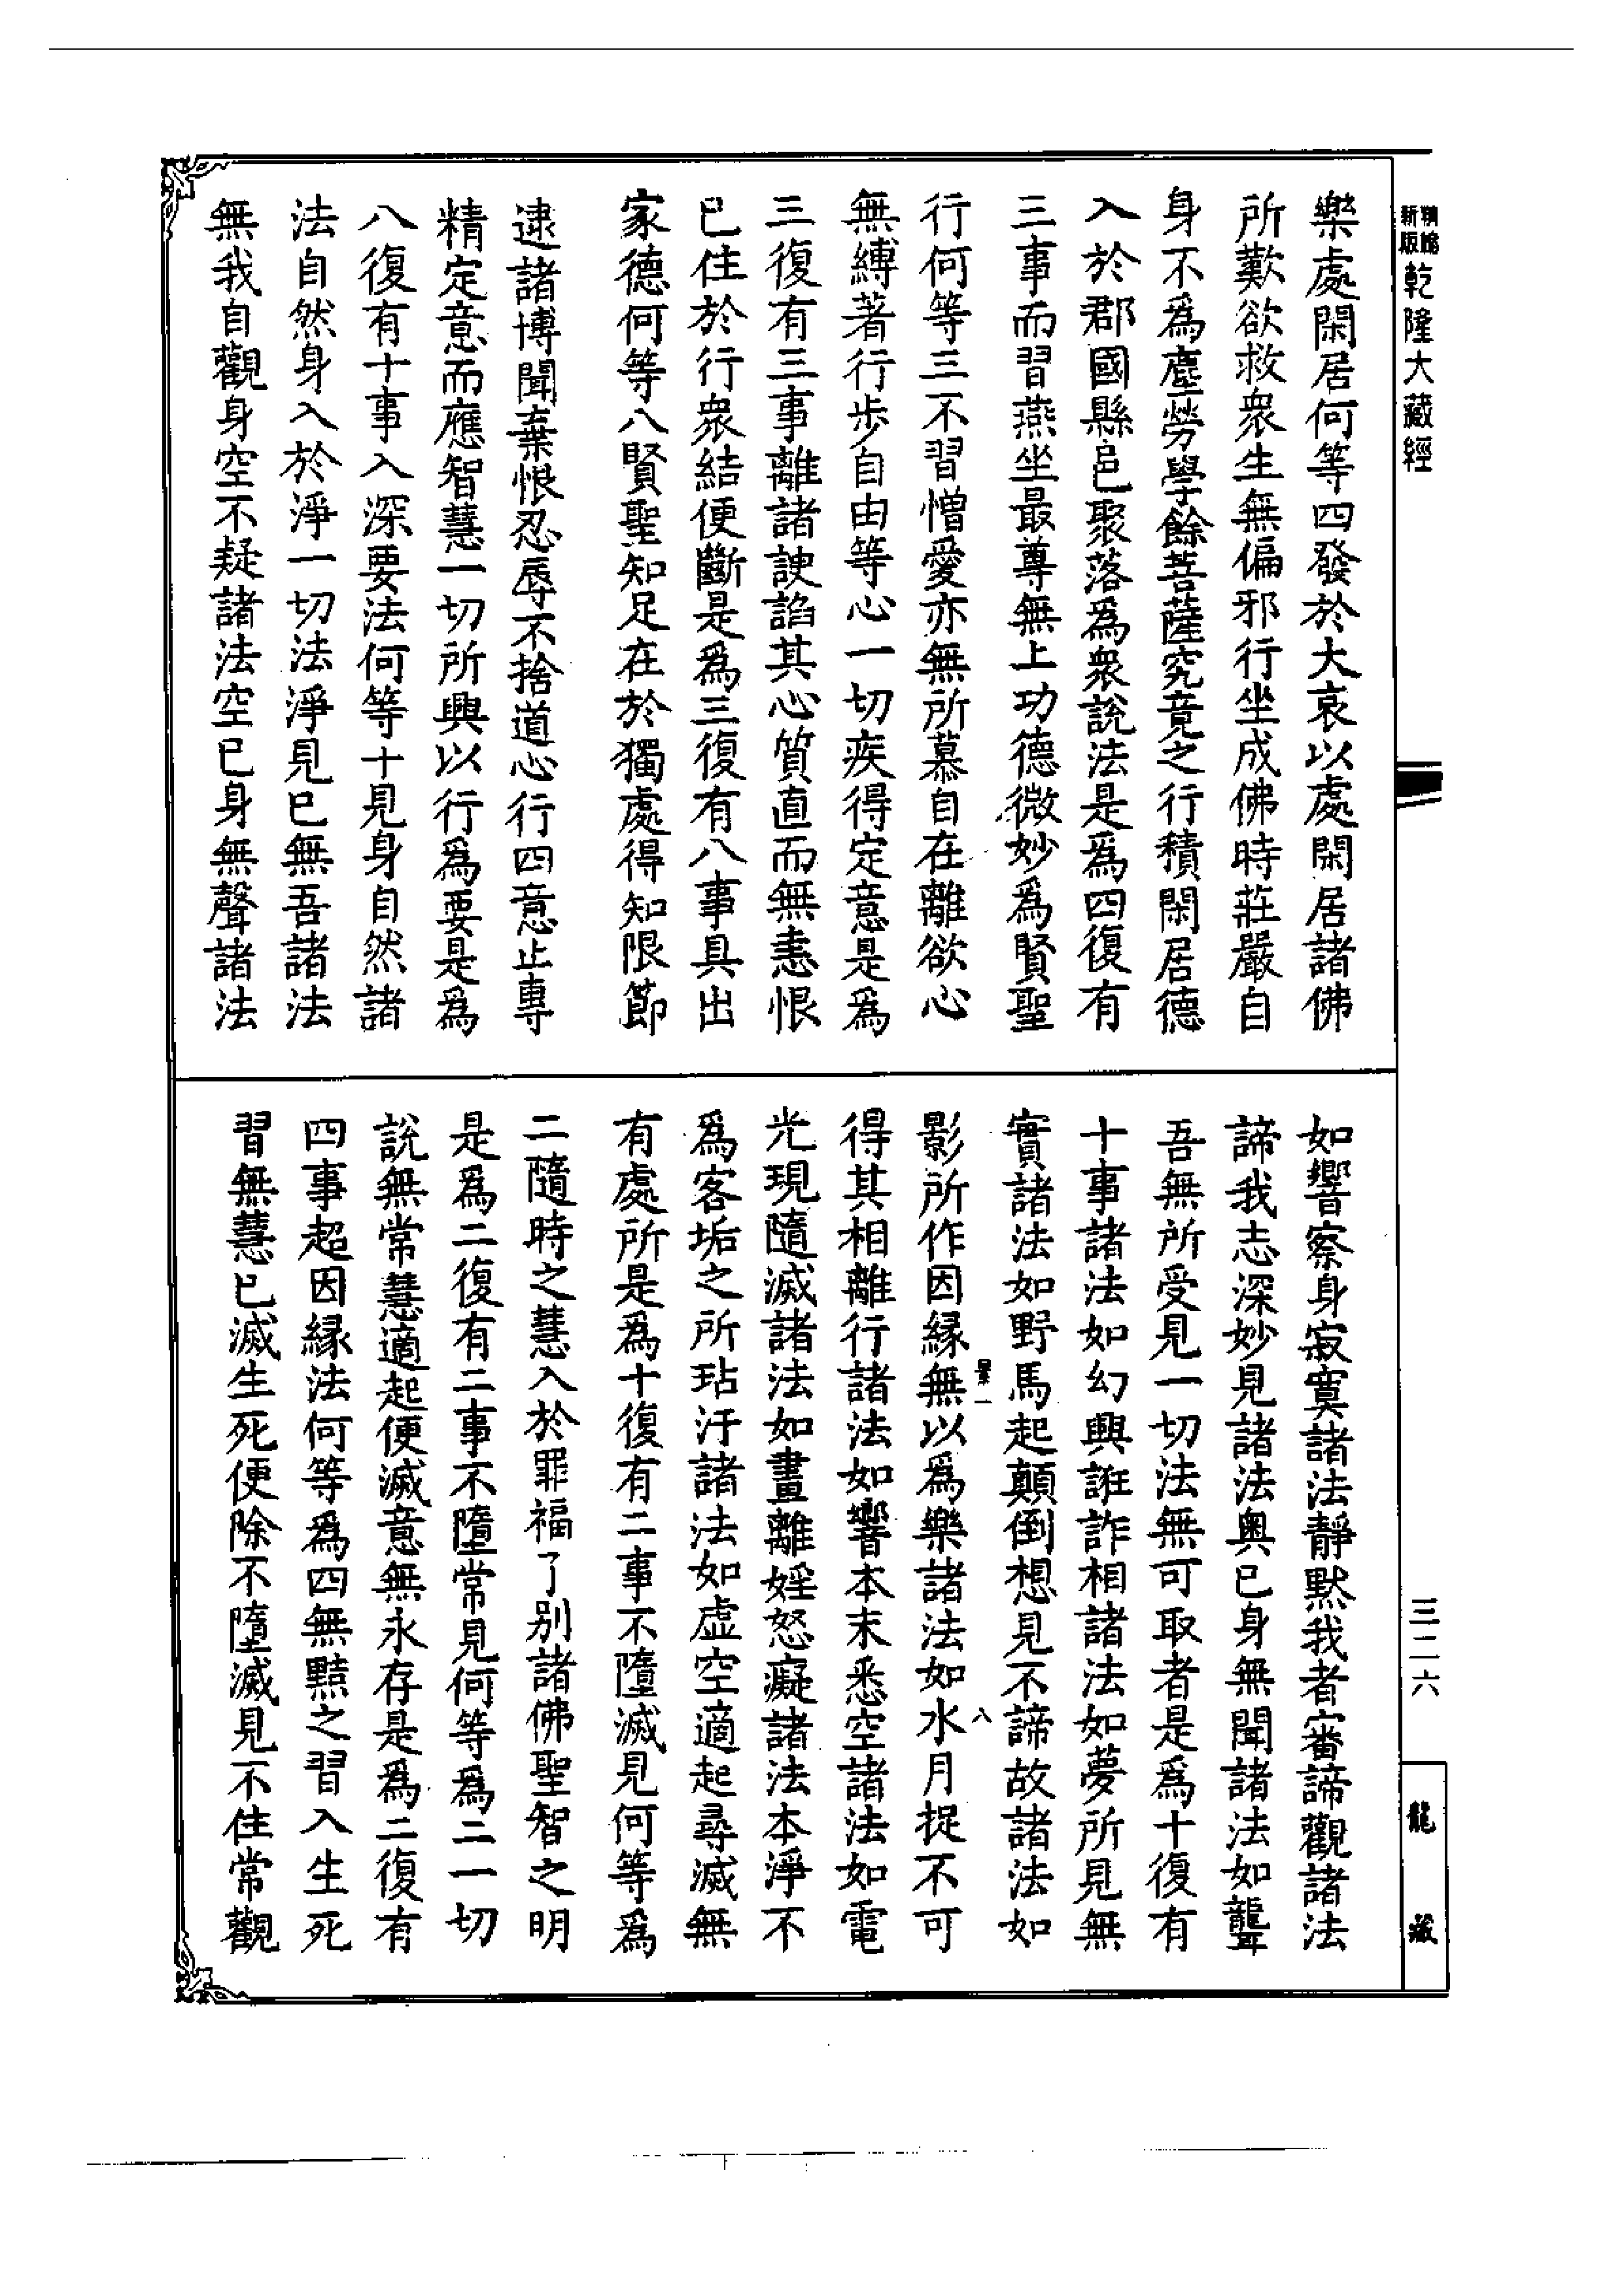 乾隆大藏經
樂處閑居何等四發於大哀以處閑居諸佛
所歎欲救衆生無偏邪行坐成佛時莊嚴自
身不爲塵勞學餘菩薩究竟之行積閑居德
入於郡國縣邑聚落爲衆説法是爲四復有
三事而習燕坐最尊無上功德微妙爲賢聖
行何等三不習憎愛亦無所慕自在離欲心
無縛著行步自由等心一切疾得定意是爲
三復有三事離諸諛諂其心質直而無恚恨
已住於行衆結便斷是爲三復有八事具出
家德何等八賢聖知足在於獨處得知限節
逮諸博聞棄恨忍辱不捨道心行四意止專
精定意而應智慧一切所興以行爲要是爲
八復有十事入深要法何等十見身自然諸
法自然身入於淨一切法淨見已無吾諸法
無我自觀身空不疑諸法空已身無聲諸法
如響察身寂寞諸法靜默我者審諦觀諸法
諦我志深妙見諸法奥已身無聞諸法如聾
吾無所受見一切法無可取者是爲十復有
十事諸法如幻興誑詐相諸法如夢所見無
實諸法如野馬起顛倒想見不諦故諸法如
影所作因緣無以爲樂諸法如水月捉不可
得其相離行諸法如響本末悉空諸法如電
光現隨滅諸法如畫離婬怒癡諸法本淨不
爲客垢之所玷汙諸法如虛空適起尋滅無
有處所是爲十復有二事不墮滅見何等爲
二隨時之慧入於罪福了别諸佛聖智之明
是爲二復有二事不墮常見何等爲二一切
説無常慧適起便滅意無永存是爲二復有
四事超因緣法何等爲四無黠之習入生死
習無慧已滅生死便除不墮滅見不住常觀
八
三二六
龍藏